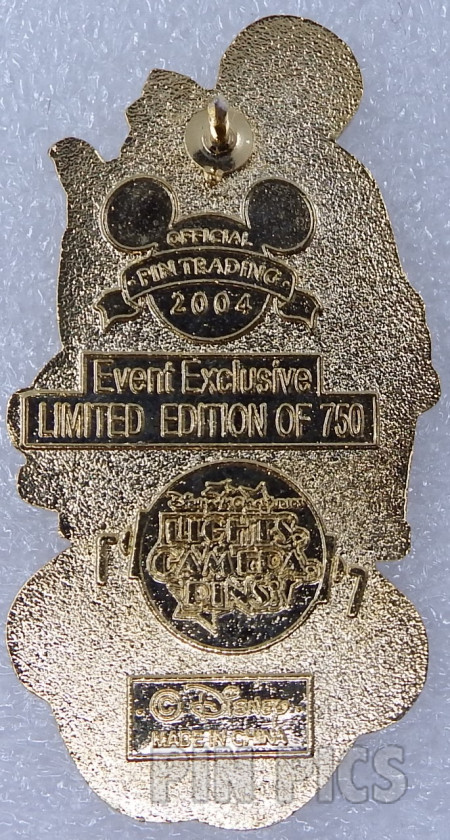 OFFICIAL
PIN TRADING
2004
Event Exclusive
LIMITED EDITION OF 750
LIGHTS,
CAMERA,
PINS!
© Disney
MADE IN CHINA
PIN PICS